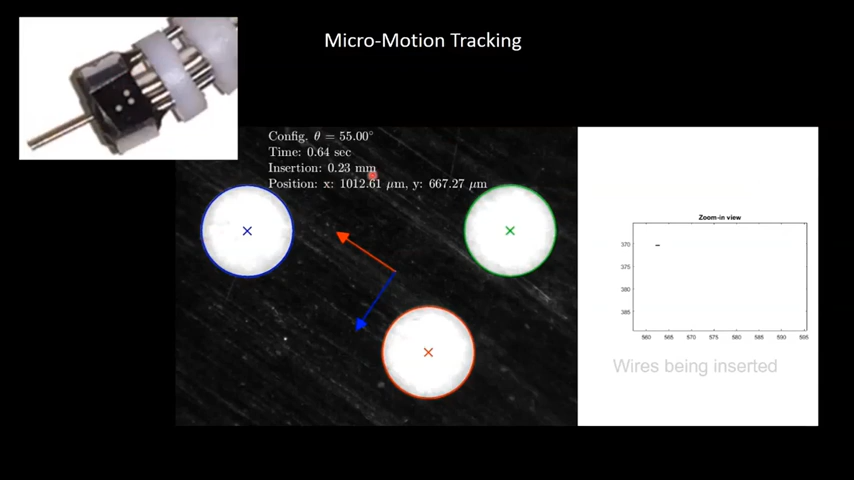 Micro-Motion Tracking
Config. θ = 55.00°
Time: 0.64 sec
Insertion: 0.23 mm
Position: x: 1012.61 μm, y: 667.27 μm
Zoom-in view
370
375
380
385
560 565 570 575 580 585 590 595
Wires being inserted